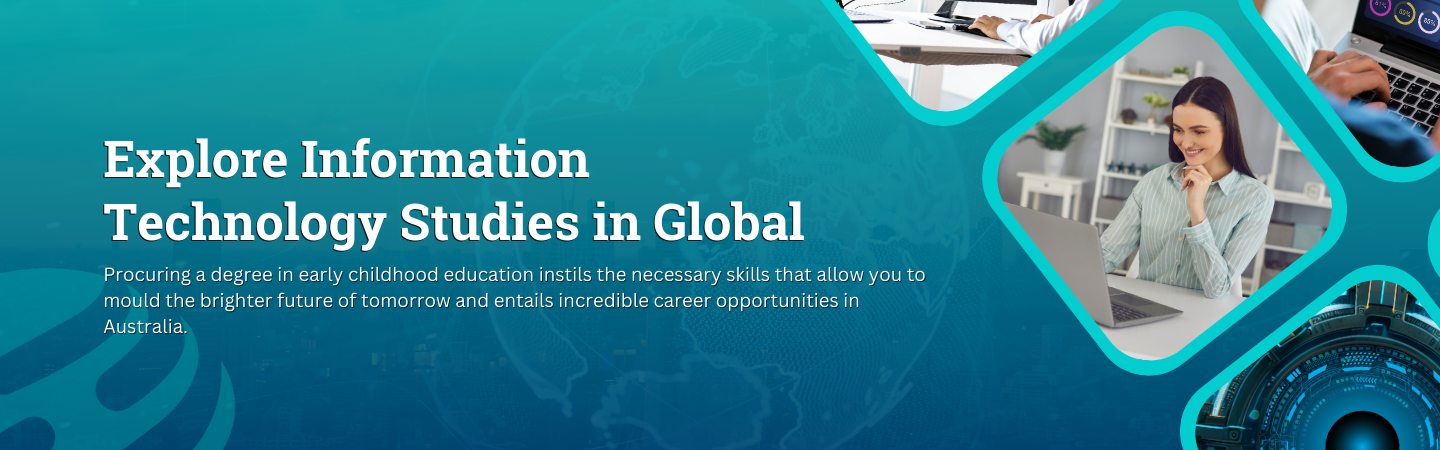 Explore Information
Technology Studies in Global
Procuring a degree in early childhood education instils the necessary skills that allow you to
mould the brighter future of tomorrow and entails incredible career opportunities in
Australia.